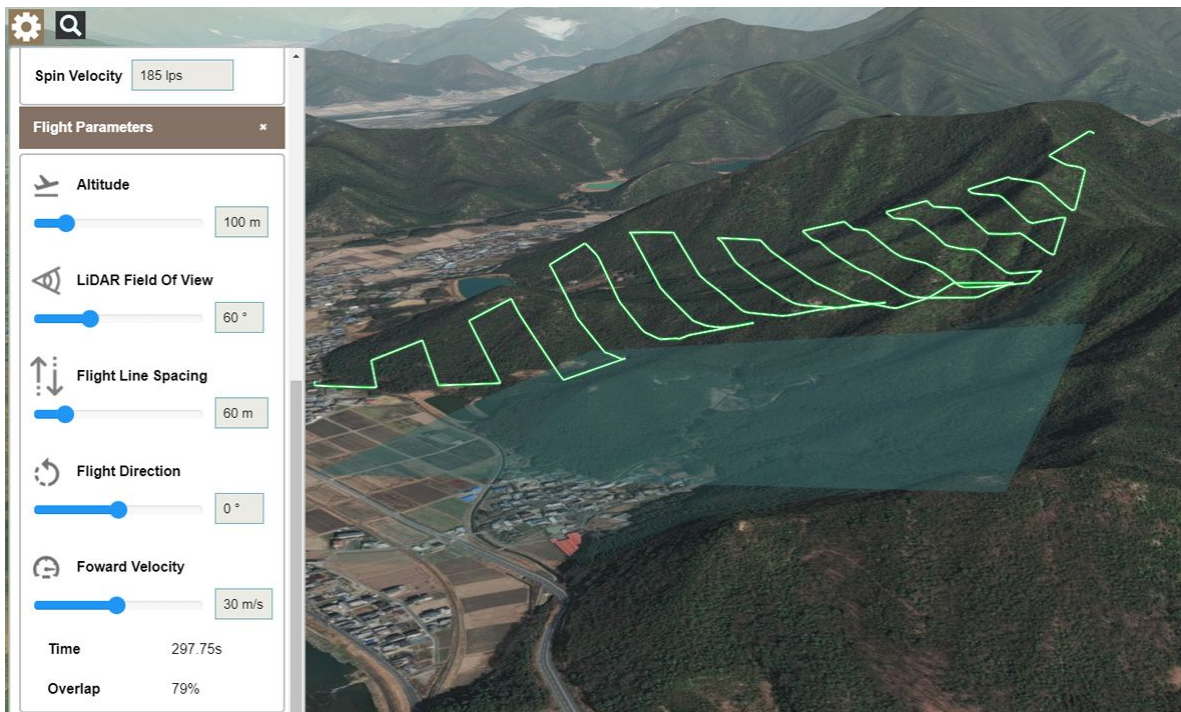 Spin Velocity 185 lps
Flight Parameters ×
Altitude
100 m
LiDAR Field Of View
60 °
Flight Line Spacing
60 m
Flight Direction
0 °
Foward Velocity
30 m/s
Time 297.75s
Overlap 79%